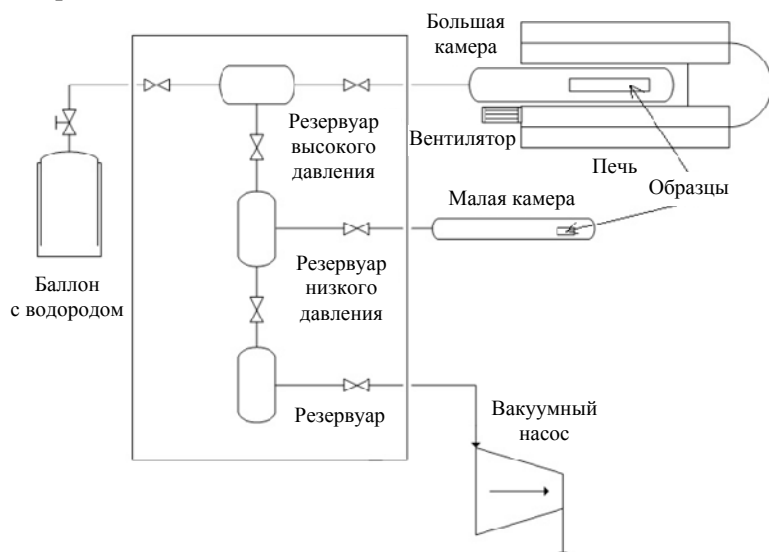 Большая
камера
Вентилятор
Печь
Образцы
Резервуар
высокого
давления
Малая камера
Баллон
с водородом
Резервуар
низкого
давления
Резервуар
Вакуумный
насос